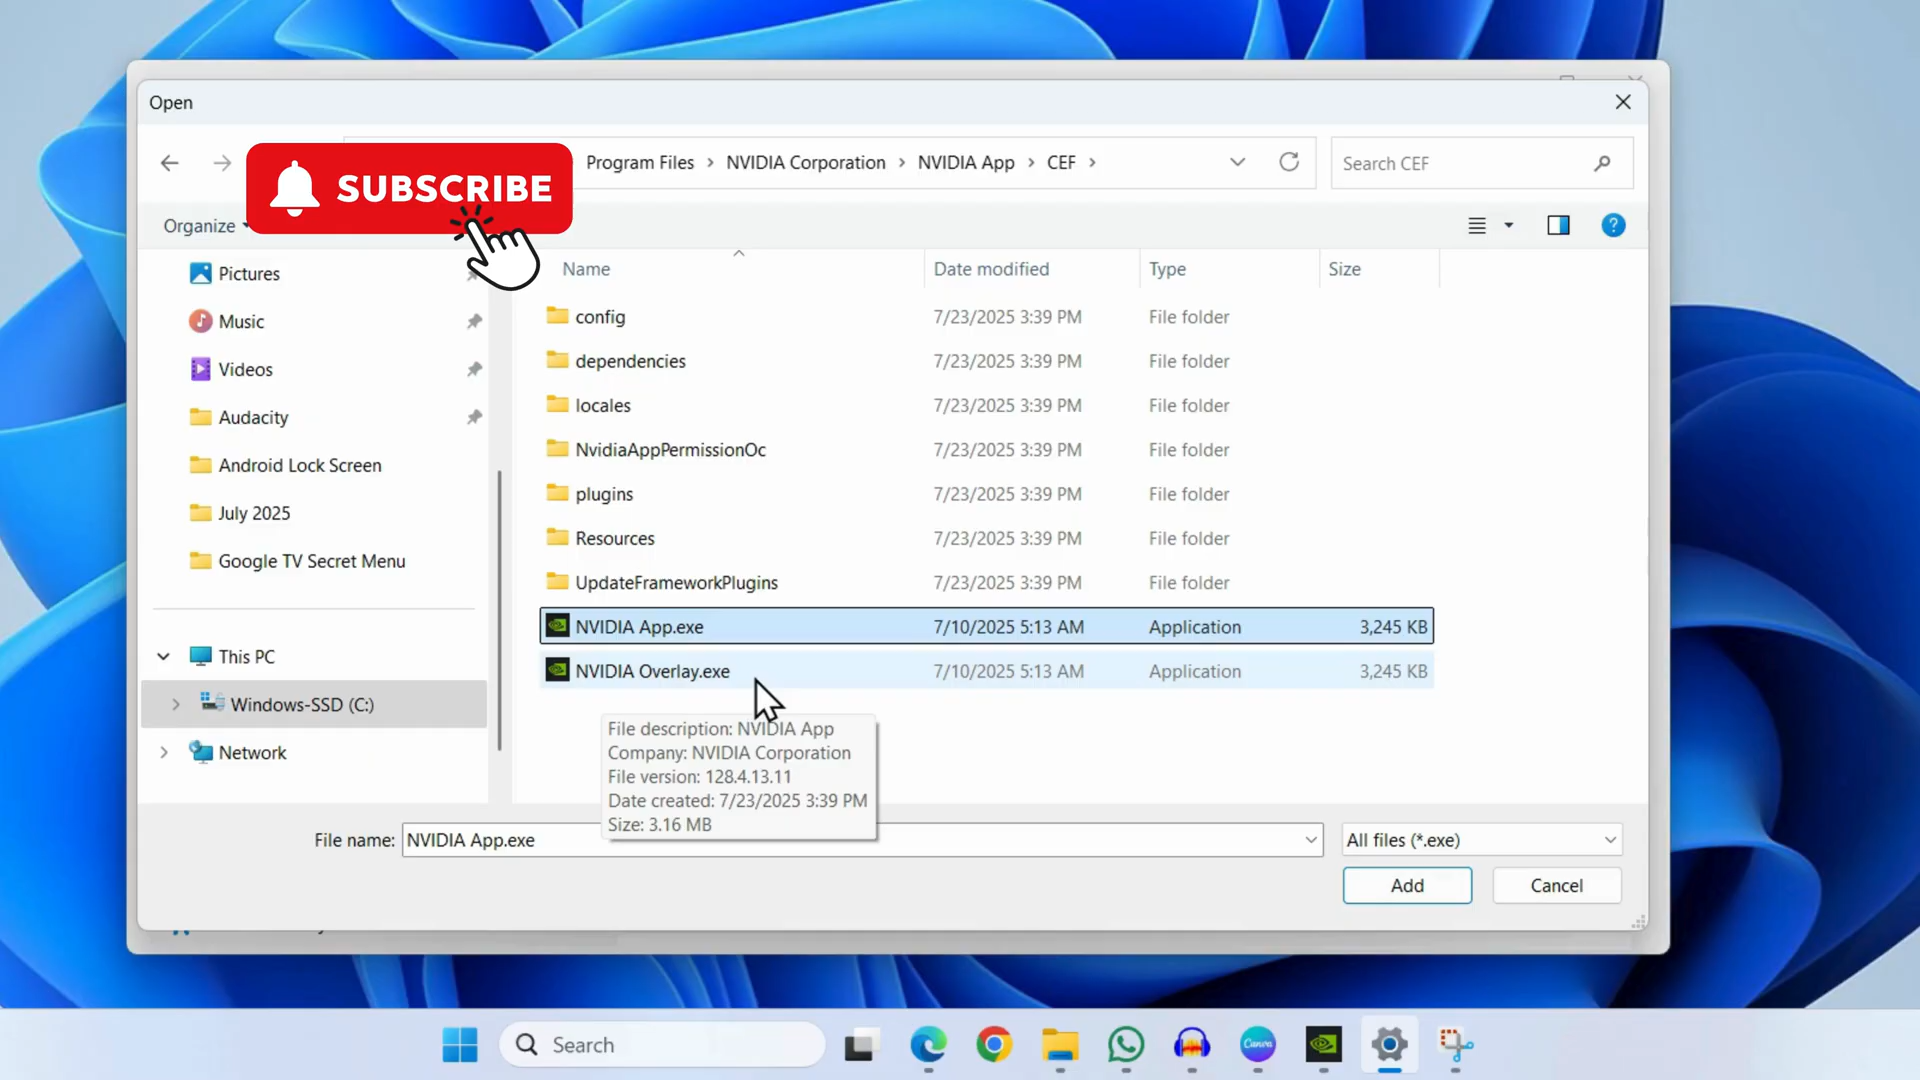 Open
SUBSCRIBE
Program Files > NVIDIA Corporation > NVIDIA App > CEF >
Search CEF
Organize
Name Date modified Type Size
Pictures
Music
Videos
Audacity
Android Lock Screen
July 2025
Google TV Secret Menu
This PC
Windows-SSD (C:)
Network
config 7/23/2025 3:39 PM File folder
dependencies 7/23/2025 3:39 PM File folder
locales 7/23/2025 3:39 PM File folder
NvidiaAppPermissionOc 7/23/2025 3:39 PM File folder
plugins 7/23/2025 3:39 PM File folder
Resources 7/23/2025 3:39 PM File folder
UpdateFrameworkPlugins 7/23/2025 3:39 PM File folder
NVIDIA App.exe 7/10/2025 5:13 AM Application 3,245 KB
NVIDIA Overlay.exe 7/10/2025 5:13 AM Application 3,245 KB
File description: NVIDIA App
Company: NVIDIA Corporation
File version: 128.4.13.11
Date created: 7/23/2025 3:39 PM
Size: 3.16 MB
File name: NVIDIA App.exe All files (*.exe)
Add Cancel
Search
Canva